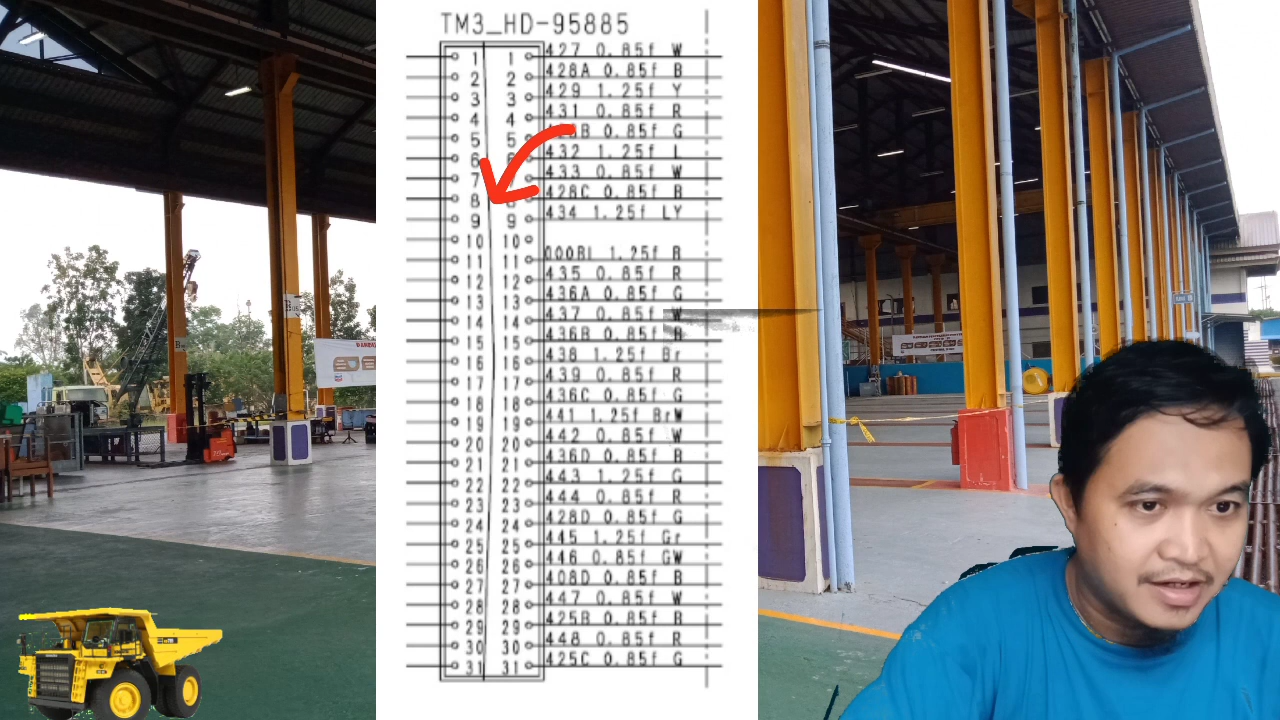 TM3_HD-95885
1 1 427 0.85f W
2 2 428A 0.85f B
3 3 429 1.25f Y
4 4 431 0.85f R
5 5 0.85f G
6 6 432 1.25f L
7 433 0.85f W
8 8 428C 0.85f B
9 9 434 1.25f LY
10 10
11 11 000BL 1.25f R
12 12 435 0.85f R
13 13 436A 0.85f G
14 14 437 0.85f W
15 15 436B 0.85f B
16 16 438 1.25f Br
17 17 439 0.85f R
18 18 436C 0.85f G
19 19 441 1.25f BrW
20 20 442 0.85f W
21 21 436D 0.85f B
22 22 443 1.25f G
23 23 444 0.85f R
24 24 428D 0.85f G
25 25 445 1.25f Gr
26 26 446 0.85f GW
27 27 408D 0.85f B
28 28 447 0.85f W
29 29 425B 0.85f B
30 30 448 0.85f R
31 31 425C 0.85f G